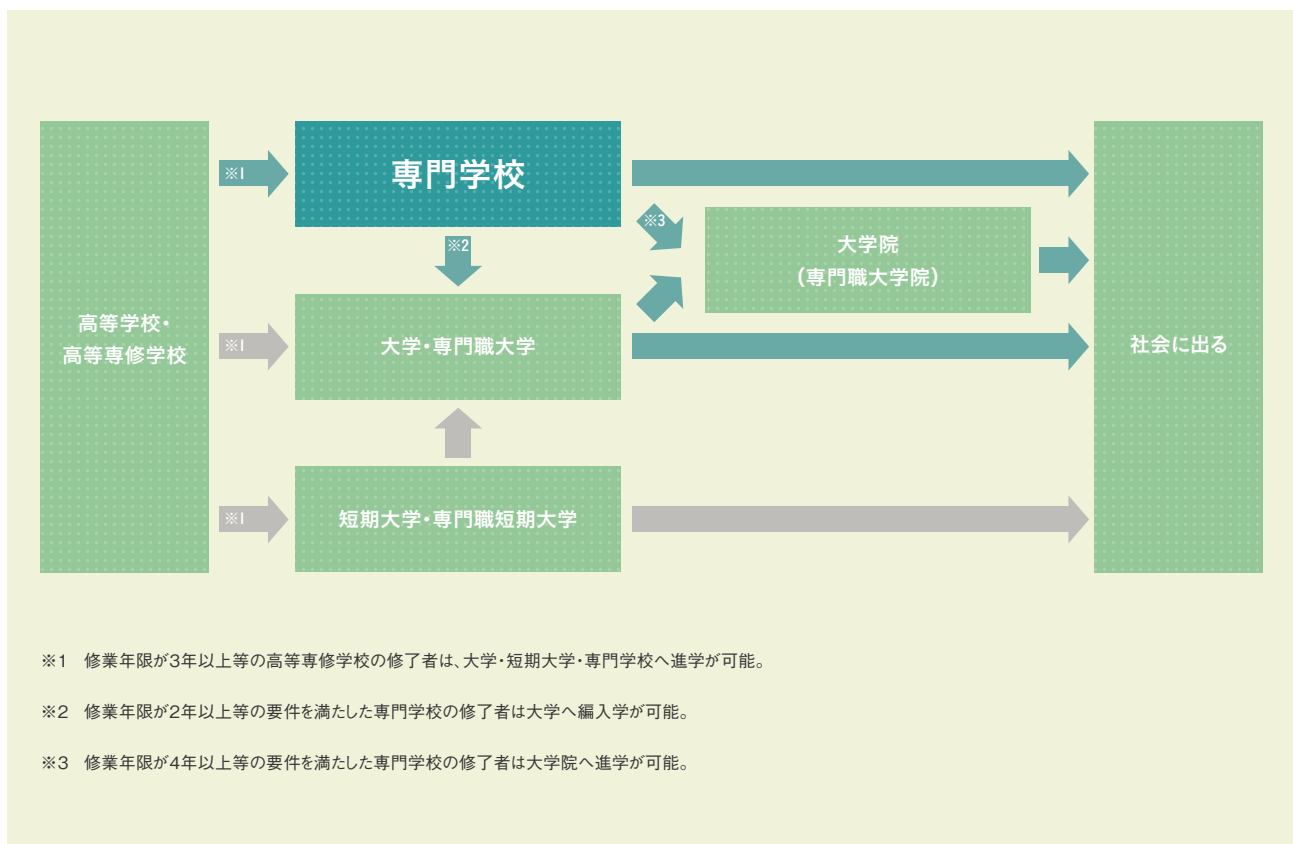 ※1
専門学校
※3
大学院
(専門職大学院)
※2
高等学校・
高等専修学校
※1
大学・専門職大学
社会に出る
※1
短期大学・専門職短期大学
※1 修業年限が3年以上等の高等専修学校の修了者は、大学・短期大学・専門学校へ進学が可能。
※2 修業年限が2年以上等の要件を満たした専門学校の修了者は大学へ編入学が可能。
※3 修業年限が4年以上等の要件を満たした専門学校の修了者は大学院へ進学が可能。